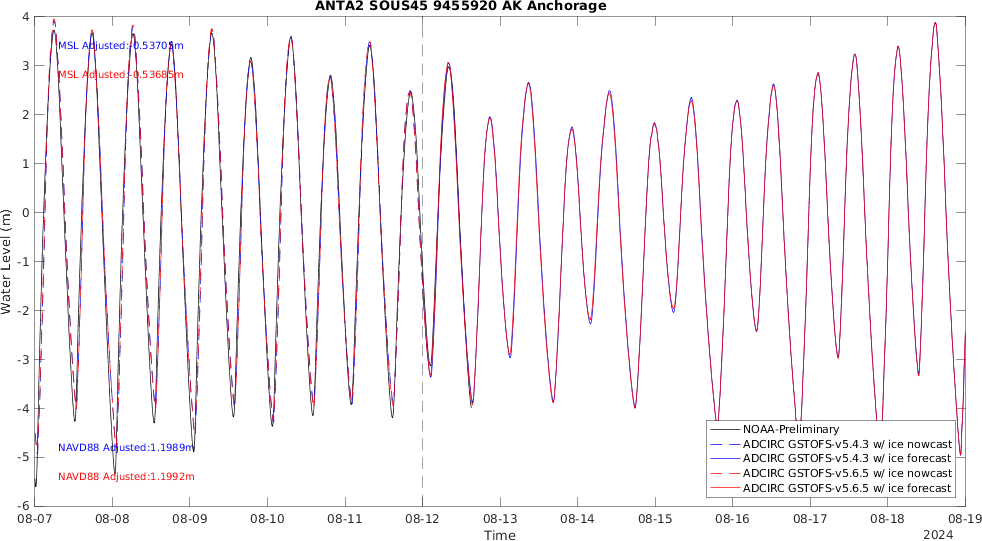 ANTA2 SOUS45 9455920 AK Anchorage
Water Level (m)
4
3
2
1
0
-1
-2
-3
-4
-5
-6
MSL Adjusted:-0.53705m
MSL Adjusted:-0.53685m
NAVD88 Adjusted:1.1989m
NAVD88 Adjusted:1.1992m
NOAA-Preliminary
ADCIRC GSTOFS-v5.4.3 w/ ice nowcast
ADCIRC GSTOFS-v5.4.3 w/ ice forecast
ADCIRC GSTOFS-v5.6.5 w/ ice nowcast
ADCIRC GSTOFS-v5.6.5 w/ ice forecast
08-07 08-08 08-09 08-10 08-11 08-12 08-13 08-14 08-15 08-16 08-17 08-18 08-19
Time
2024